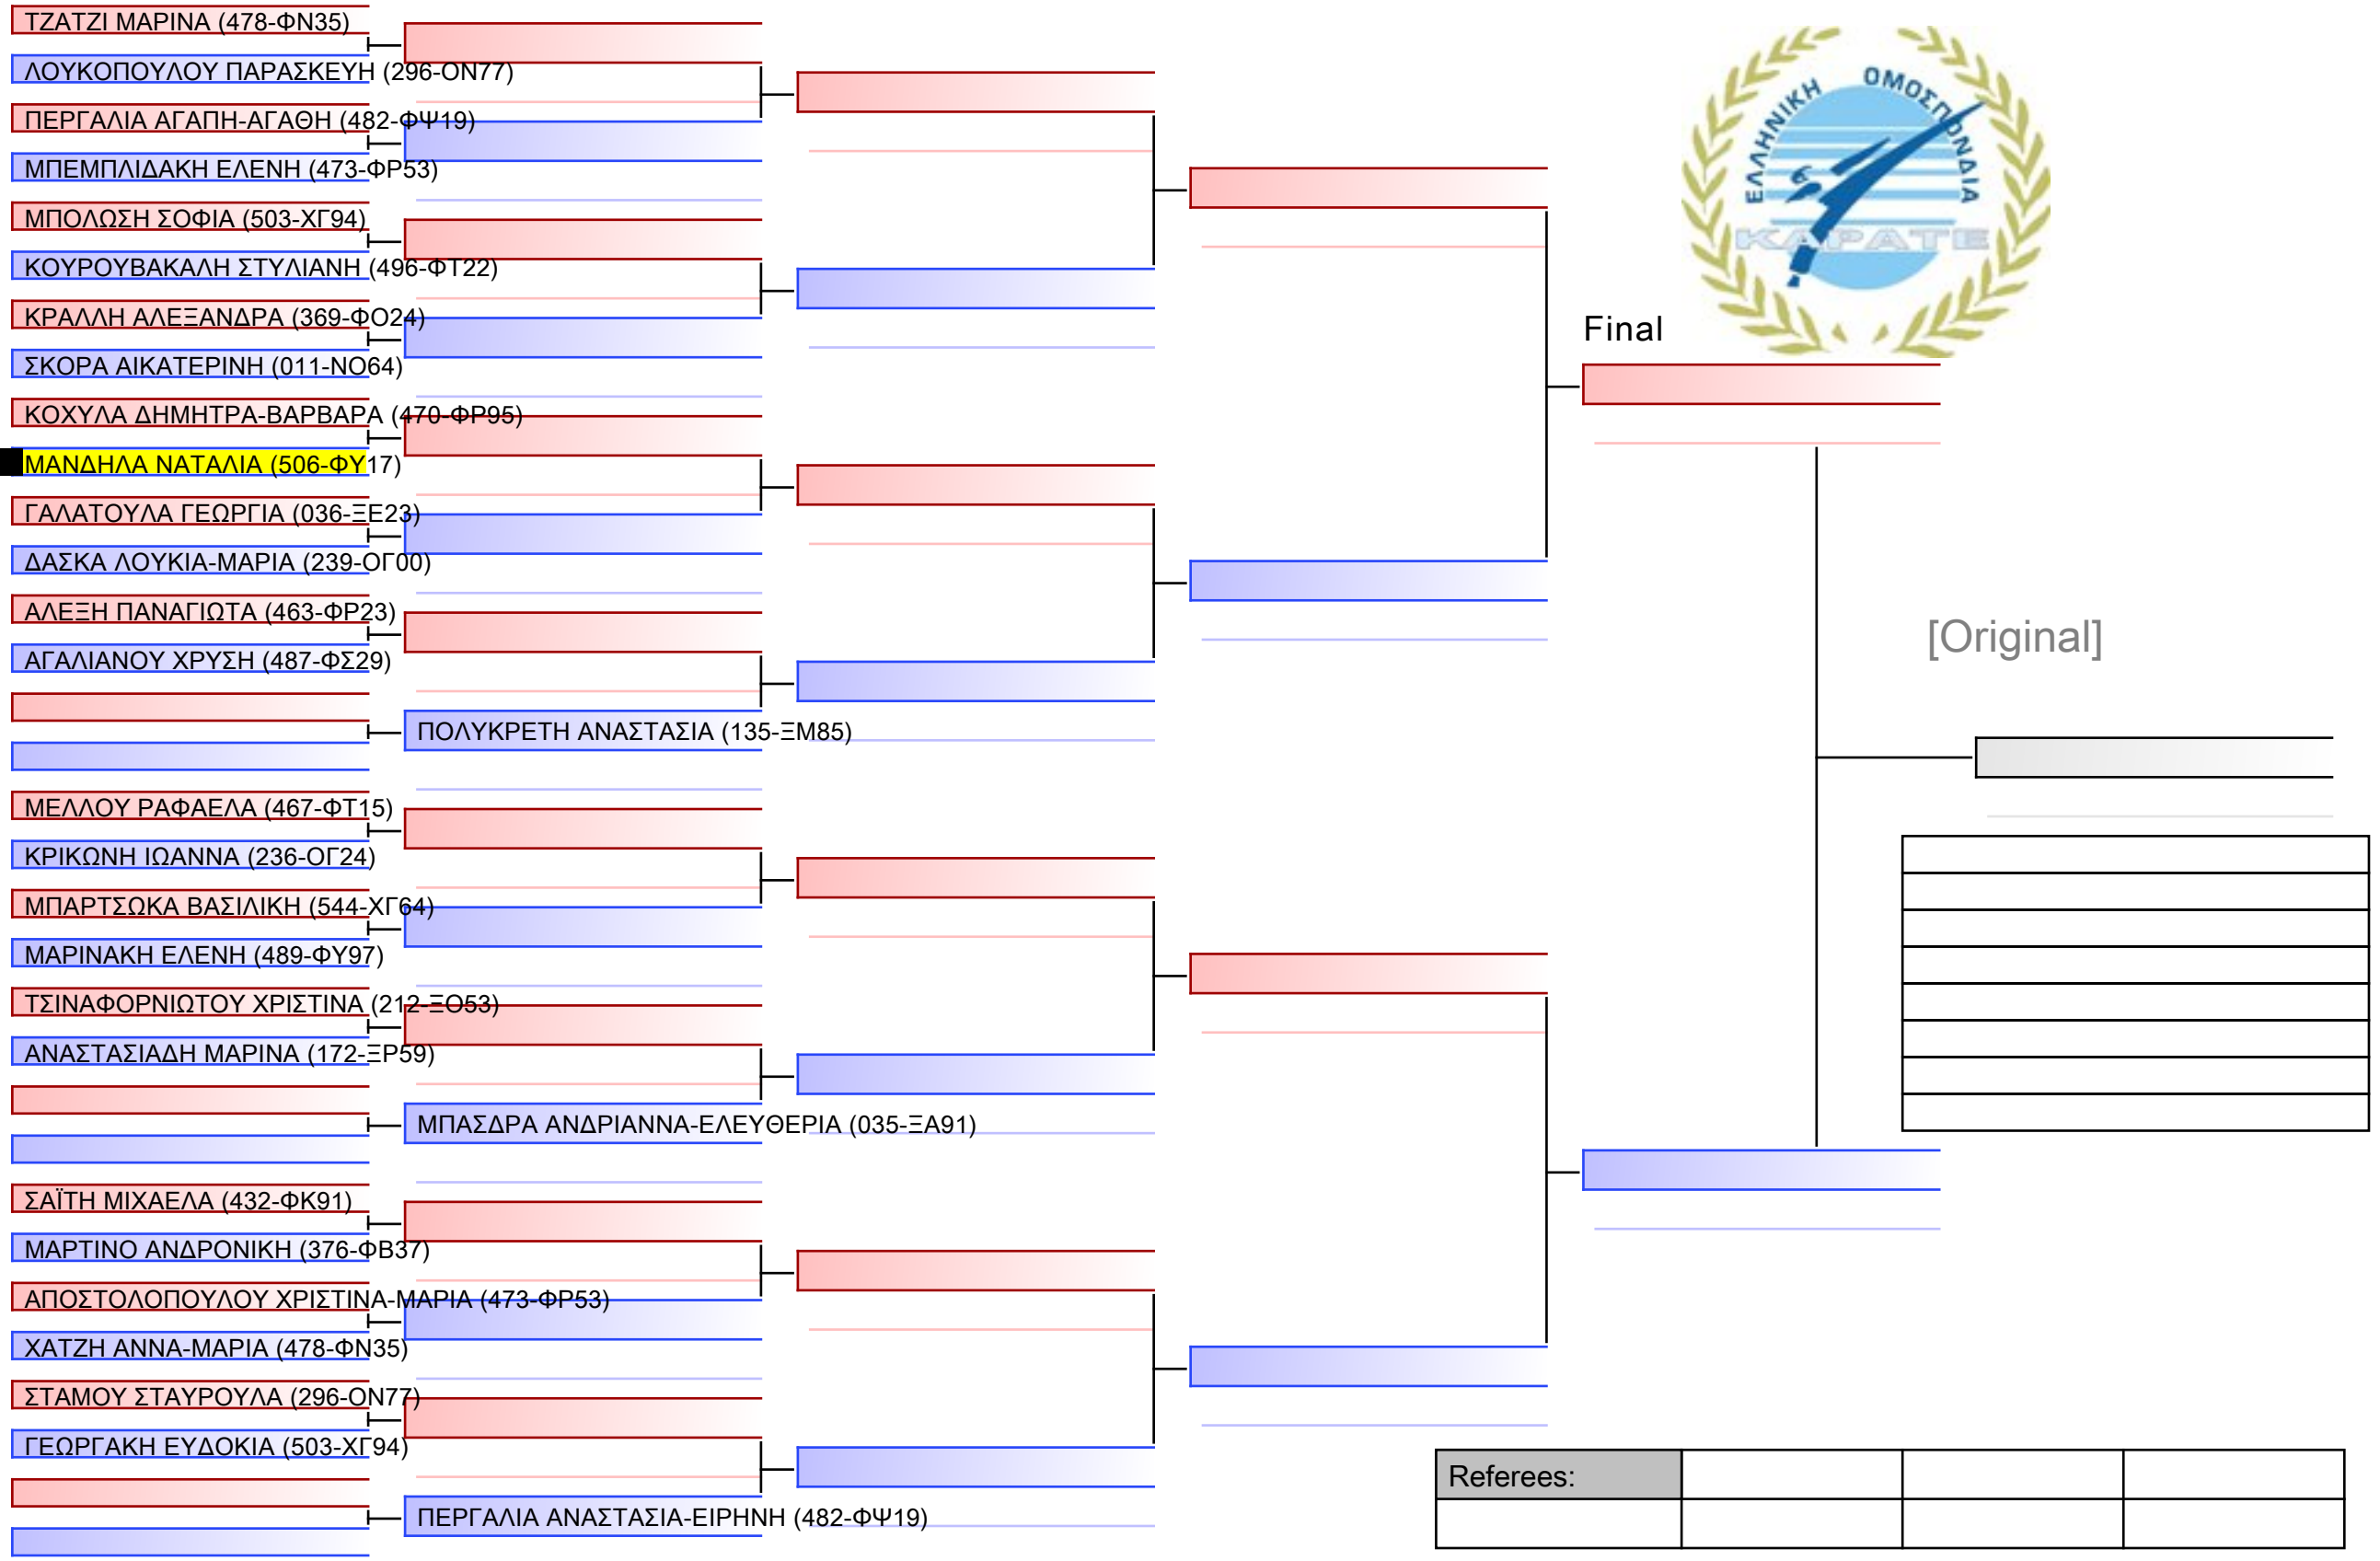 ΤΖΑΤΖΙ ΜΑΡΙΝΑ (478-ΦΝ35)
ΛΟΥΚΟΠΟΥΛΟΥ ΠΑΡΑΣΚΕΥΗ (296-ΟΝ77)
ΠΕΡΓΑΛΙΑ ΑΓΑΠΗ-ΑΓΑΘΗ (482-ΦΨ19)
ΜΠΕΜΠΛΙΔΑΚΗ ΕΛΕΝΗ (473-ΦΡ53)
ΜΠΟΛΩΣΗ ΣΟΦΙΑ (503-ΧΓ94)
ΚΟΥΡΟΥΒΑΚΑΛΗ ΣΤΥΛΙΑΝΗ (496-ΦΤ22)
ΚΡΑΛΛΗ ΑΛΕΞΑΝΔΡΑ (369-ΦΟ24)
ΣΚΟΡΑ ΑΙΚΑΤΕΡΙΝΗ (011-ΝΟ64)
ΚΟΧΥΛΑ ΔΗΜΗΤΡΑ-ΒΑΡΒΑΡΑ (470-ΦΡ95)
ΜΑΝΔΗΛΑ ΝΑΤΑΛΙΑ (506-ΦΥ17)
ΓΑΛΑΤΟΥΛΑ ΓΕΩΡΓΙΑ (036-ΞΕ23)
ΔΑΣΚΑ ΛΟΥΚΙΑ-ΜΑΡΙΑ (239-ΟΓ00)
ΑΛΕΞΗ ΠΑΝΑΓΙΩΤΑ (463-ΦΡ23)
ΑΓΑΛΙΑΝΟΥ ΧΡΥΣΗ (487-ΦΣ29)
ΠΟΛΥΚΡΕΤΗ ΑΝΑΣΤΑΣΙΑ (135-ΞΜ85)
ΜΕΛΛΟΥ ΡΑΦΑΕΛΑ (467-ΦΤ15)
ΚΡΙΚΩΝΗ ΙΩΑΝΝΑ (236-ΟΓ24)
ΜΠΑΡΤΣΩΚΑ ΒΑΣΙΛΙΚΗ (544-ΧΓ64)
ΜΑΡΙΝΑΚΗ ΕΛΕΝΗ (489-ΦΥ97)
ΤΣΙΝΑΦΟΡΝΙΩΤΟΥ ΧΡΙΣΤΙΝΑ (212-ΞΟ53)
ΑΝΑΣΤΑΣΙΑΔΗ ΜΑΡΙΝΑ (172-ΞΡ59)
ΜΠΑΣΔΡΑ ΑΝΔΡΙΑΝΝΑ-ΕΛΕΥΘΕΡΙΑ (035-ΞΑ91)
ΣΑΪΤΗ ΜΙΧΑΕΛΑ (432-ΦΚ91)
ΜΑΡΤΙΝΟ ΑΝΔΡΟΝΙΚΗ (376-ΦΒ37)
ΑΠΟΣΤΟΛΟΠΟΥΛΟΥ ΧΡΙΣΤΙΝΑ-ΜΑΡΙΑ (473-ΦΡ53)
ΧΑΤΖΗ ΑΝΝΑ-ΜΑΡΙΑ (478-ΦΝ35)
ΣΤΑΜΟΥ ΣΤΑΥΡΟΥΛΑ (296-ΟΝ77)
ΓΕΩΡΓΑΚΗ ΕΥΔΟΚΙΑ (503-ΧΓ94)
ΠΕΡΓΑΛΙΑ ΑΝΑΣΤΑΣΙΑ-ΕΙΡΗΝΗ (482-ΦΨ19)
ΕΛΛΗΝΙΚΗ ΟΜΟΣΠΟΝΔΙΑ
ΚΑΡΑΤΕ
Final
[Original]
Referees: